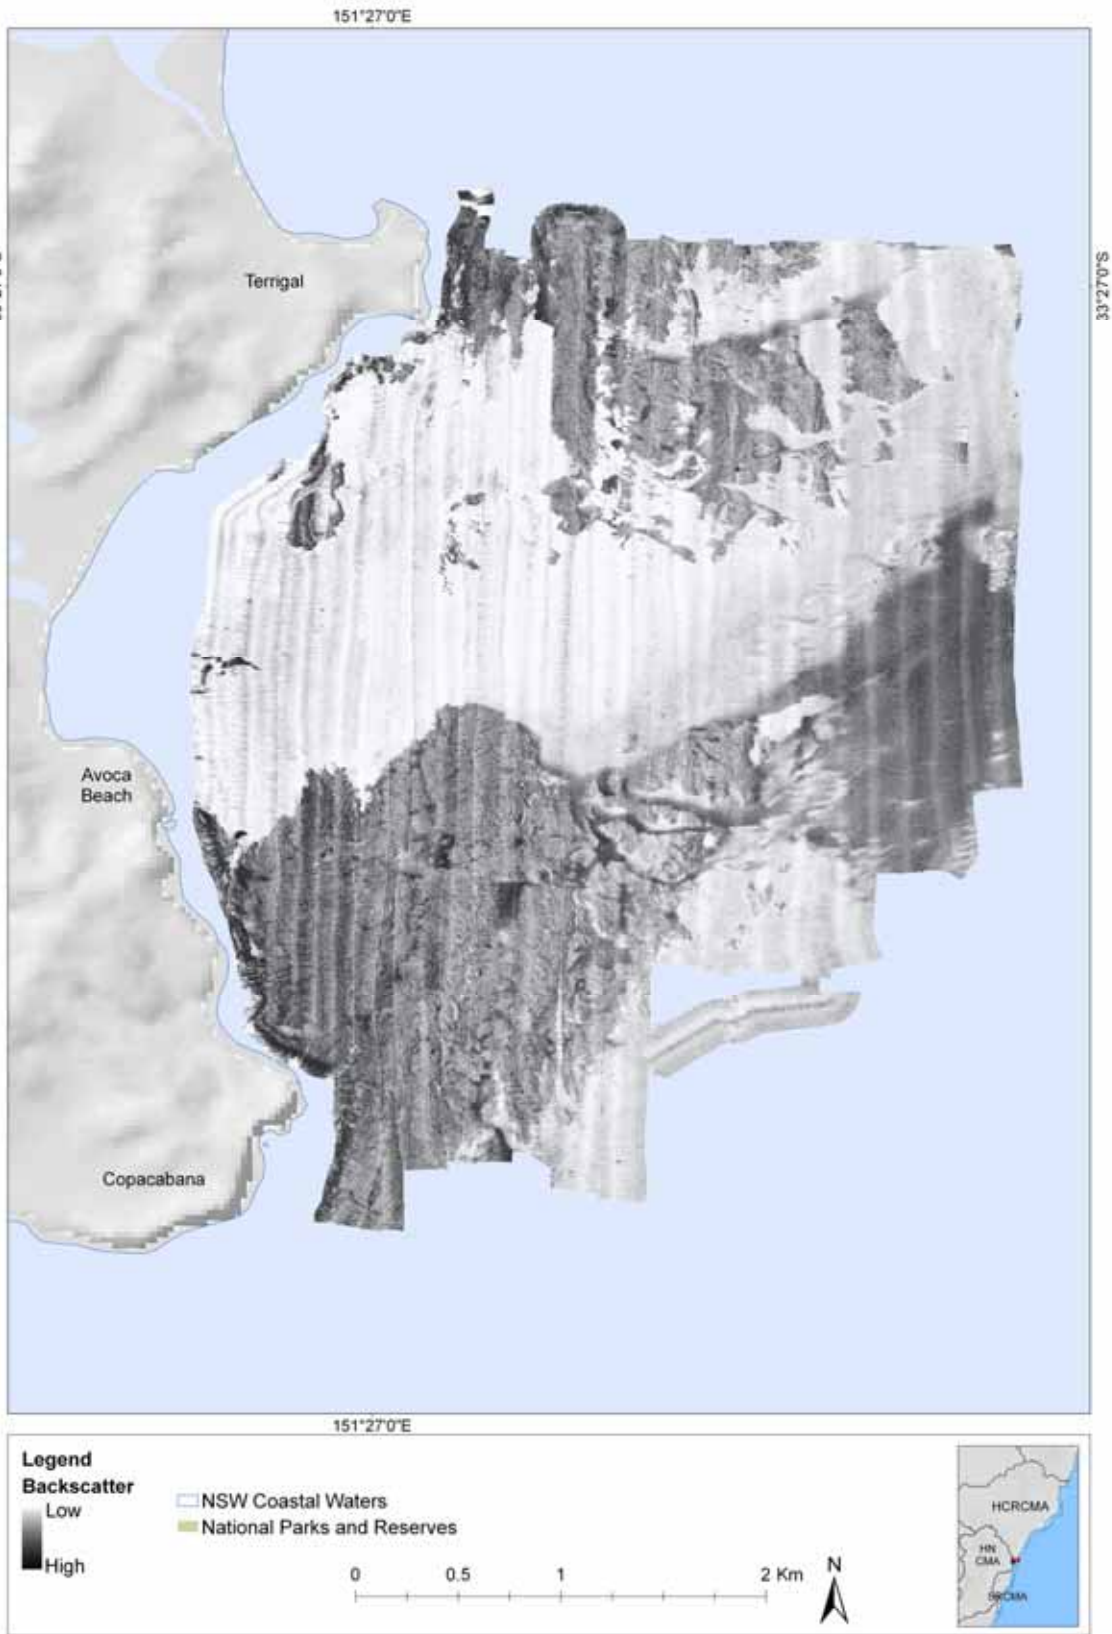 151°27'0"E
Terrigal
33°27'0"S
Avoca
Beach
Copacabana
151°27'0"E
Legend
Backscatter
Low
High
NSW Coastal Waters
National Parks and Reserves
0 0.5 1 2 Km
N
HCRCMA
HN
CMA